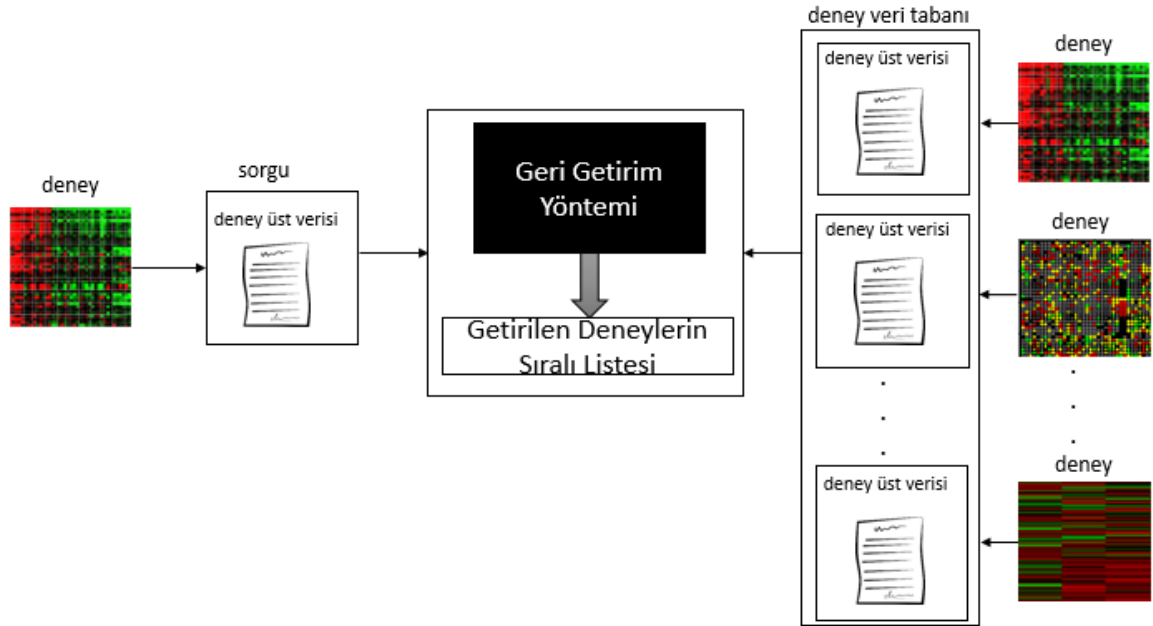 deney
sorgu
deney üst verisi
Geri Getirim
Yöntemi
Getirilen Deneylerin
Sıralı Listesi
deney veri tabanı
deney üst verisi
deney
deney üst verisi
deney
deney üst verisi
deney